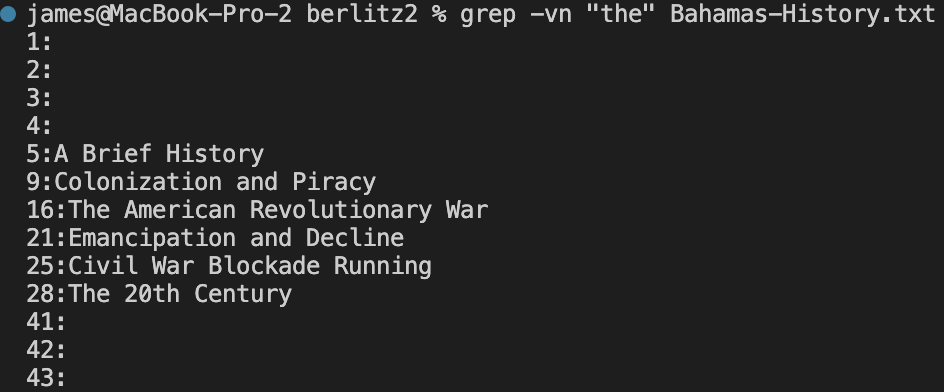 james@MacBook-Pro-2 berlitz2 % grep -vn "the" Bahamas-History.txt
1:
2:
3:
4:
5:A Brief History
9:Colonization and Piracy
16:The American Revolutionary War
21:Emancipation and Decline
25:Civil War Blockade Running
28:The 20th Century
41:
42:
43: